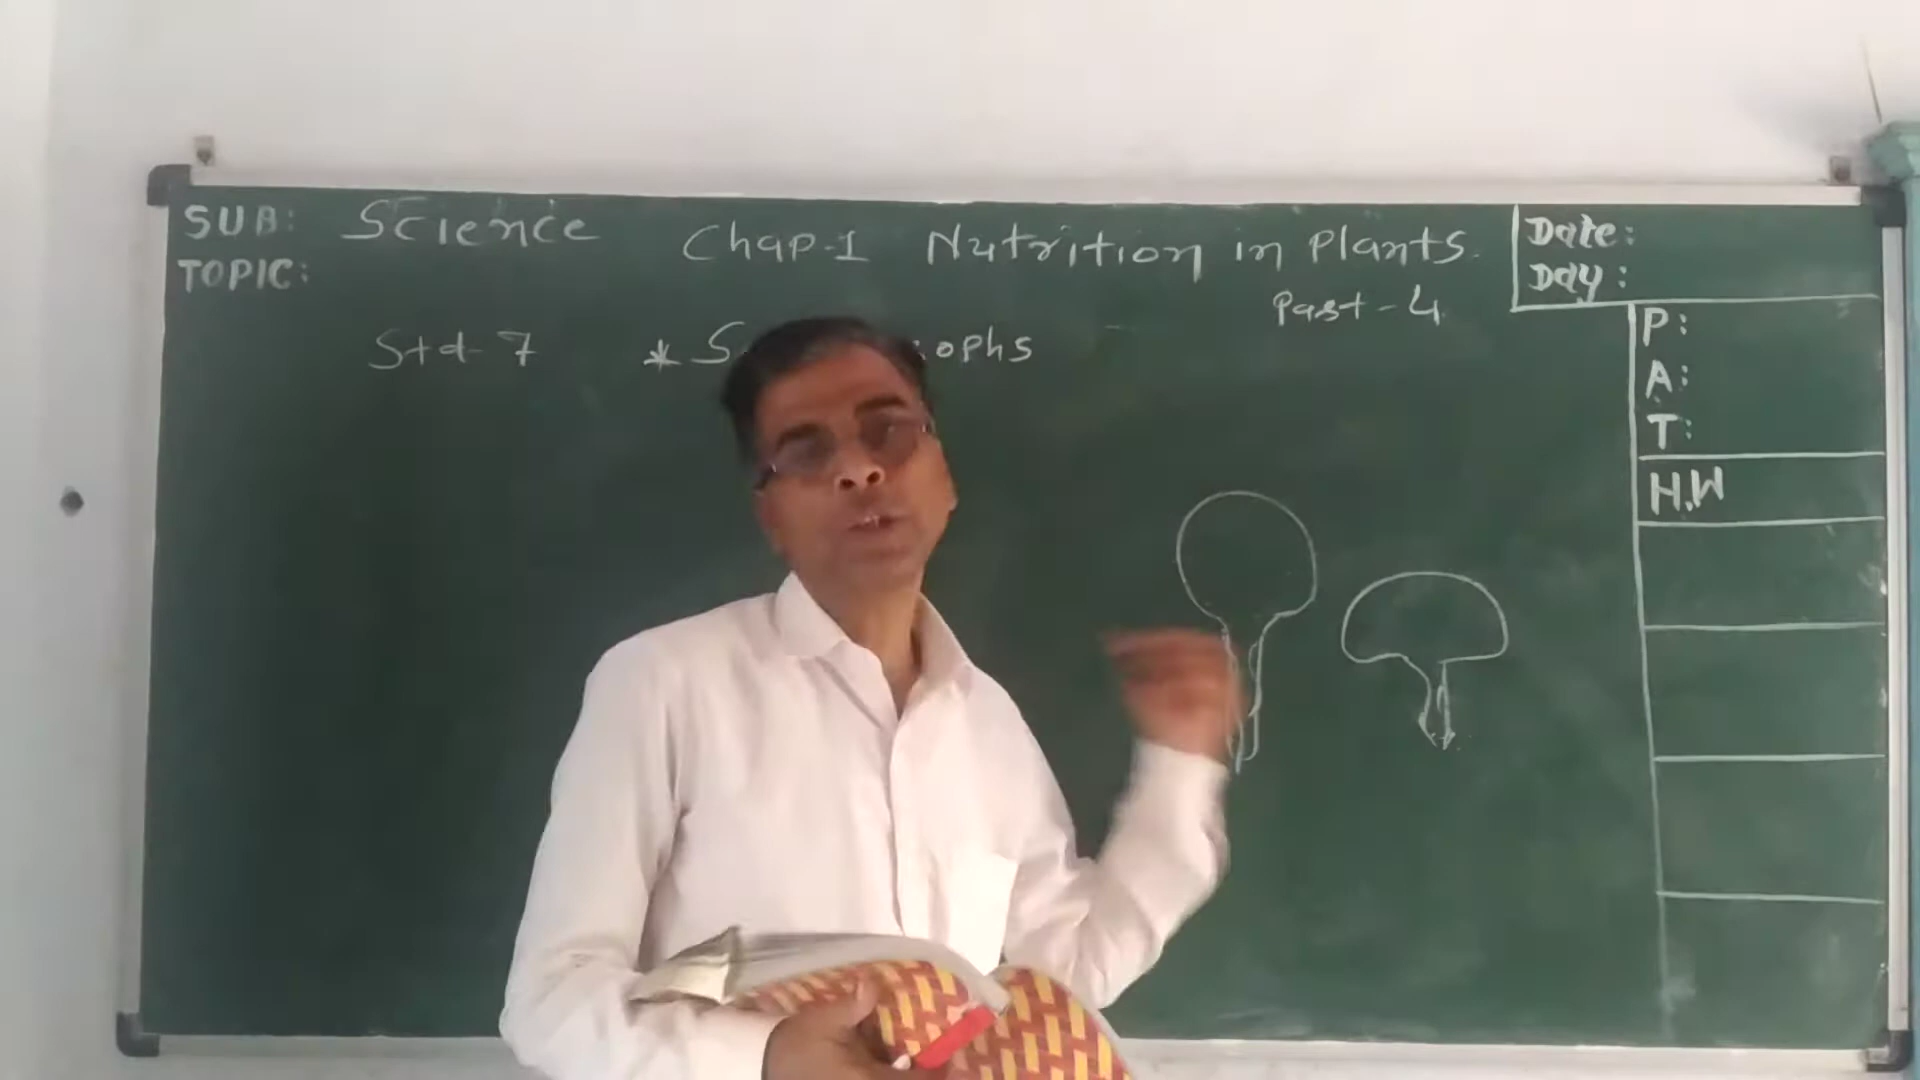 SUB: Science Chap-1 Nutrition in Plants.
TOPIC:
Part-4
Std-7 * S ophs
Date:
Day:
P:
A:
T:
H.W